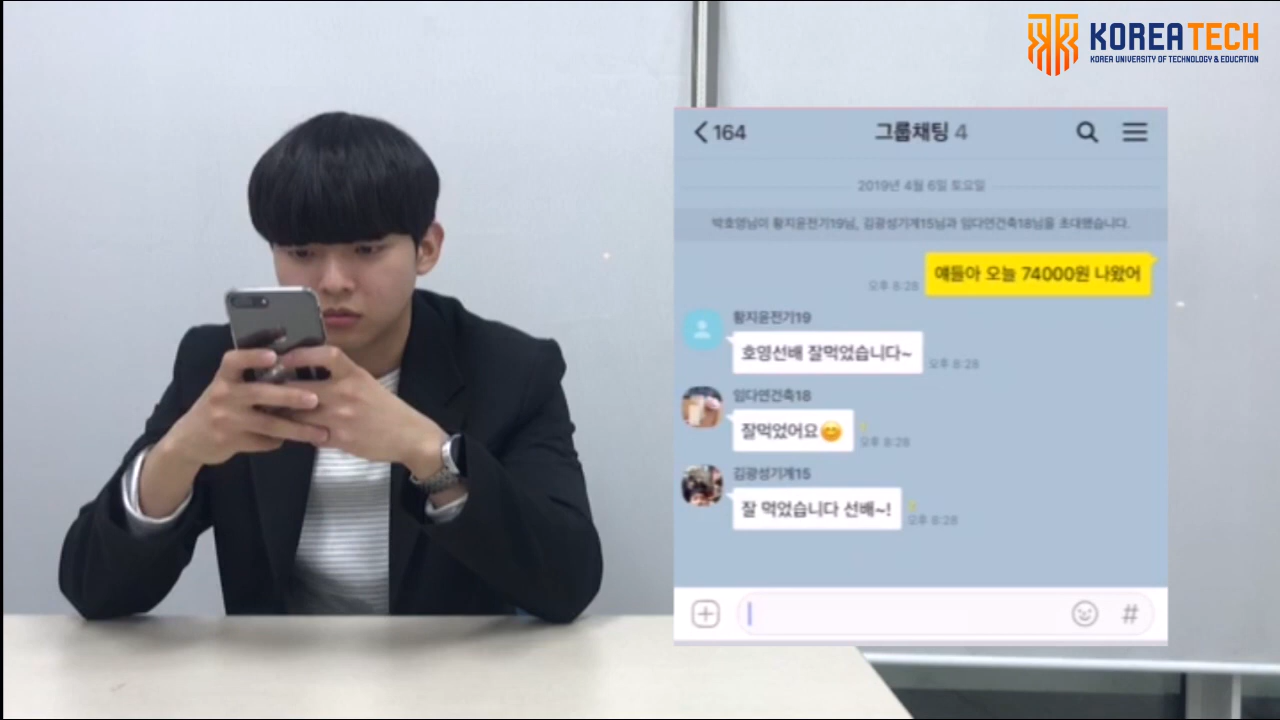 KOREATECH
KOREA UNIVERSITY OF TECHNOLOGY & EDUCATION
164
그룹채팅 4
2019년 4월 6일 토요일
박호영님이 황지윤전기19님, 김광성기계15님과 임다연건축18님을 초대했습니다.
얘들아 오늘 74000원 나왔어
오후 8:28
황지윤전기19
호영선배 잘먹었습니다~
오후 8:28
임다연건축18
잘먹었어요😊
오후 8:28
김광성기계15
잘 먹었습니다 선배~!
오후 8:28
#